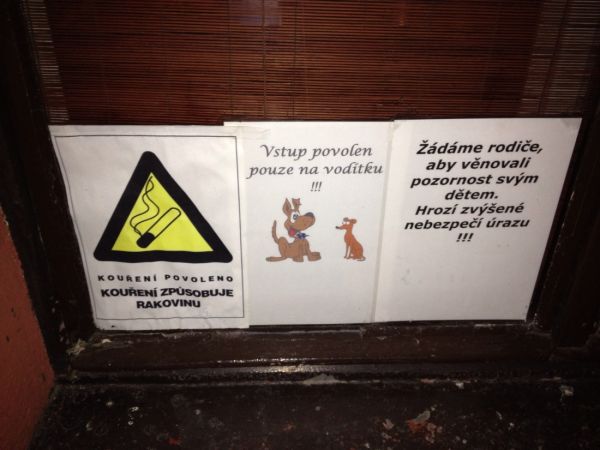 KOUŘENÍ POVOLENO
KOUŘENÍ ZPŮSOBUJE
RAKOVINU
Vstup povolen
pouze na vodítku
!!!
Žádáme rodiče,
aby věnovali
pozornost svým
dětem.
Hrozí zvýšené
nebezpečí úrazu
!!!